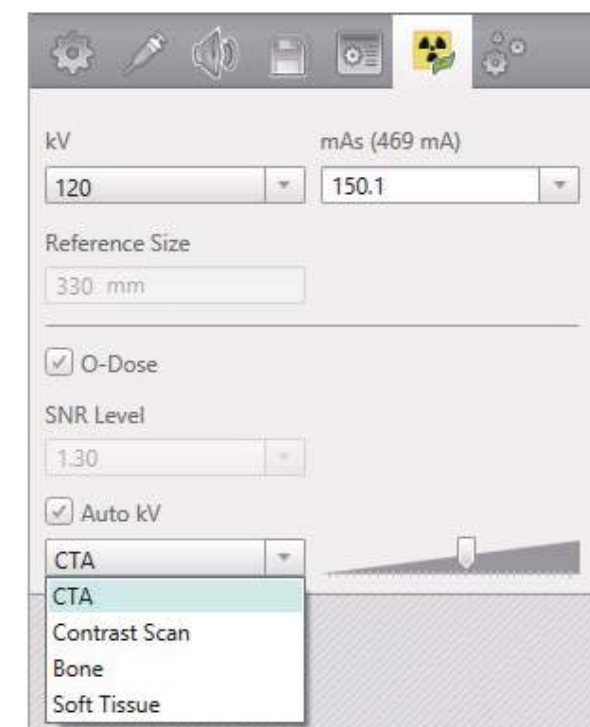 kV mAs (469 mA)
120 150.1
Reference Size
330 mm
O-Dose
SNR Level
1.30
Auto kV
CTA
CTA
Contrast Scan
Bone
Soft Tissue